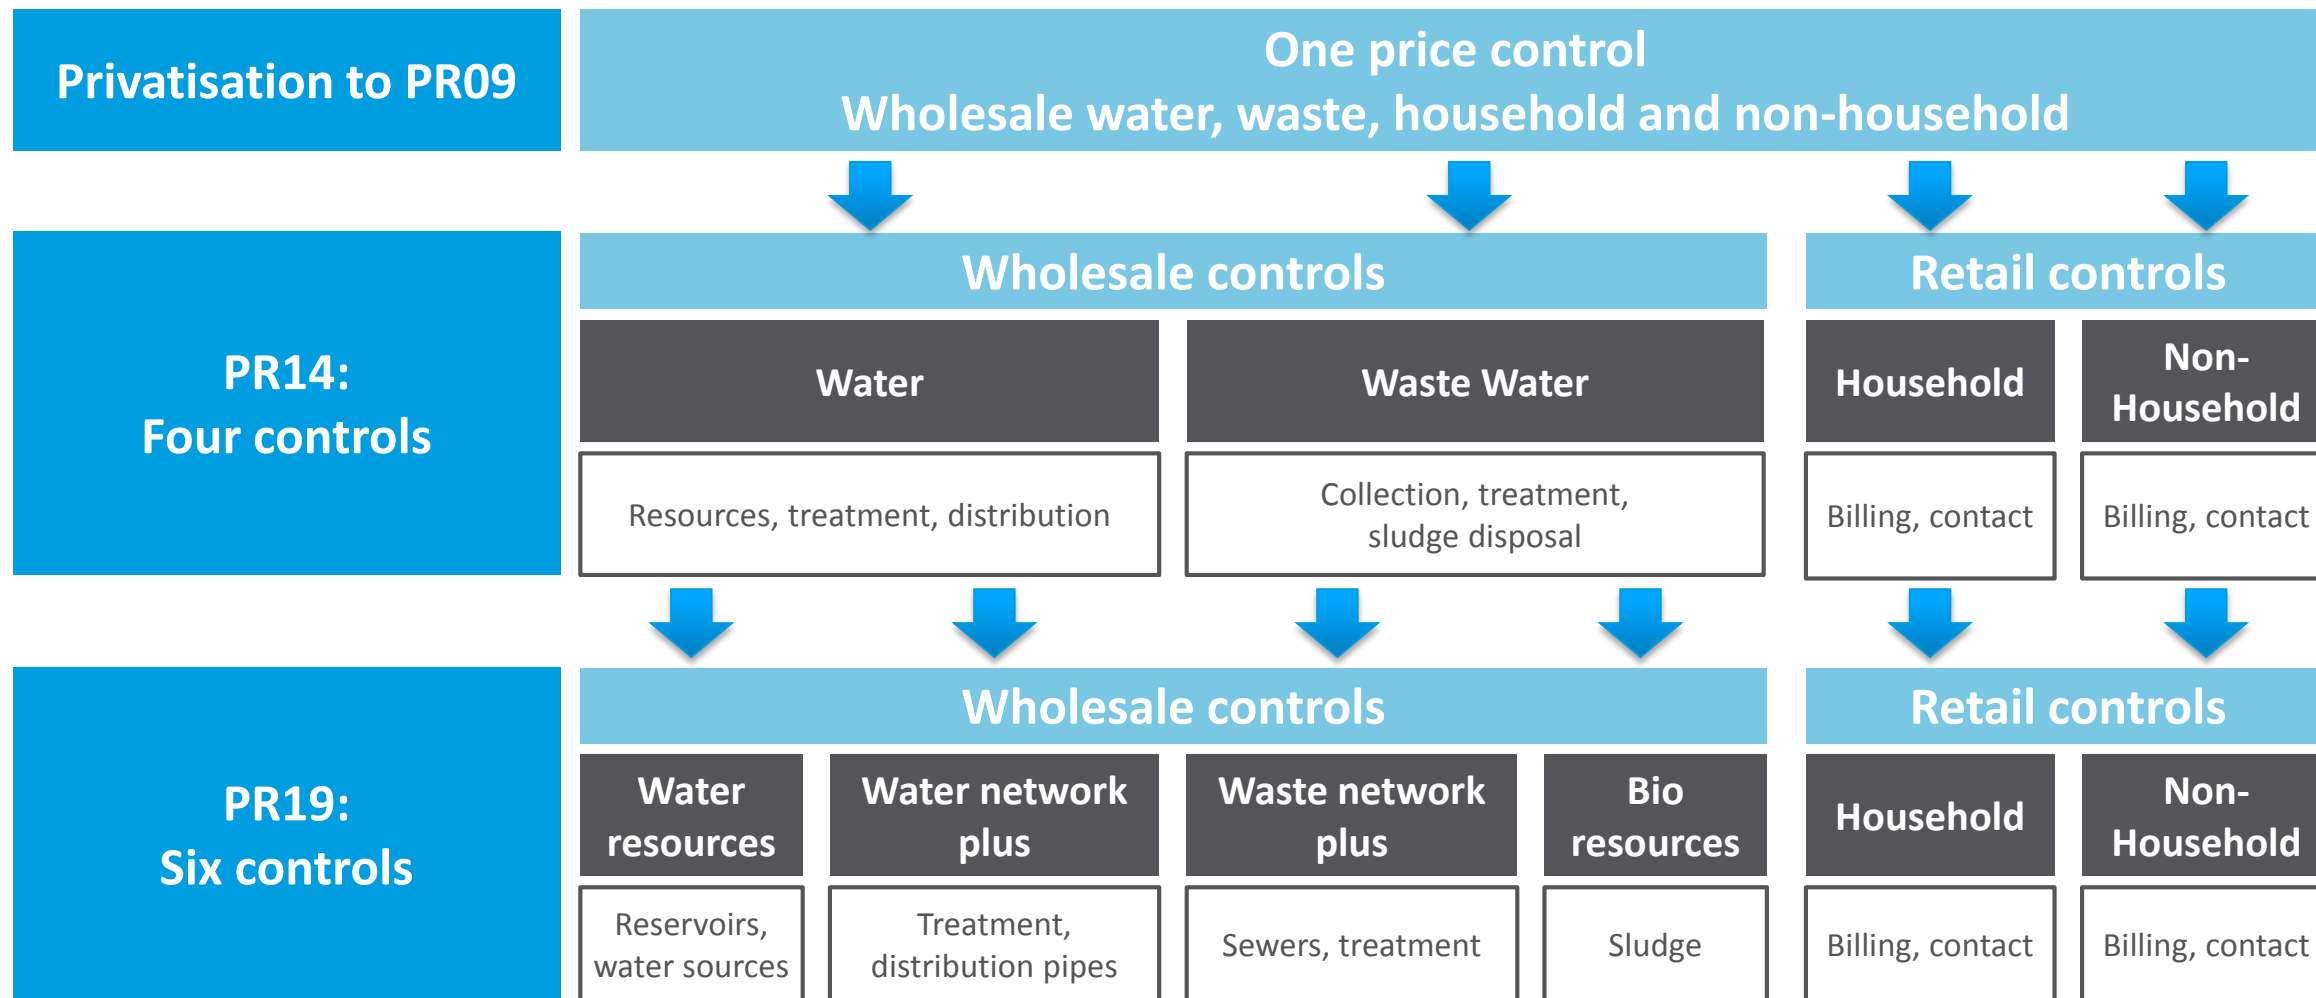 Privatisation to PR09
One price control
Wholesale water, waste, household and non-household
PR14:
Four controls
Wholesale controls
Retail controls
Water
Waste Water
Household
Non-
Household
Resources, treatment, distribution
Collection, treatment,
sludge disposal
Billing, contact
Billing, contact
PR19:
Six controls
Wholesale controls
Retail controls
Water
resources
Water network
plus
Waste network
plus
Bio
resources
Household
Non-
Household
Reservoirs,
water sources
Treatment,
distribution pipes
Sewers, treatment
Sludge
Billing, contact
Billing, contact